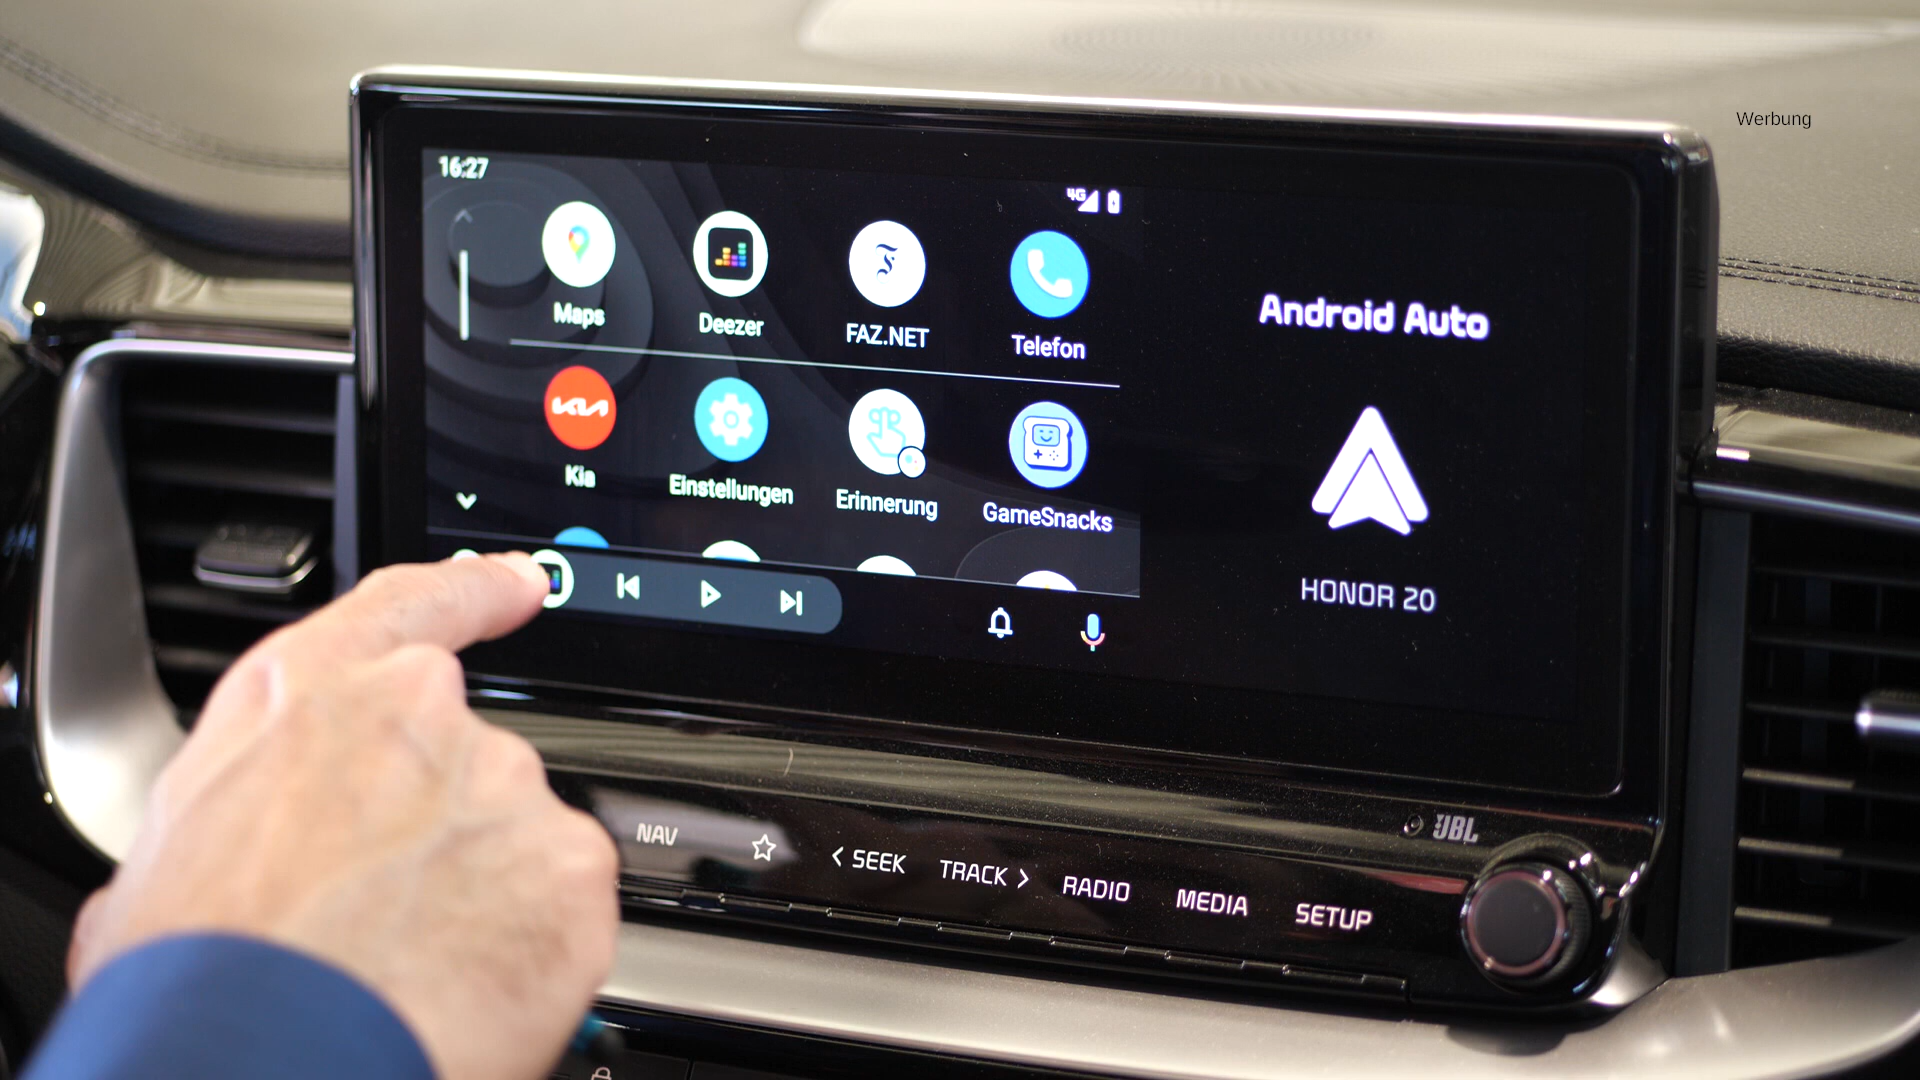 Werbung
16:27
4G
Maps
Deezer
FAZ.NET
Telefon
Kia
Einstellungen
Erinnerung
GameSnacks
Android Auto
HONOR 20
JBL
NAV
SEEK
TRACK
RADIO
MEDIA
SETUP